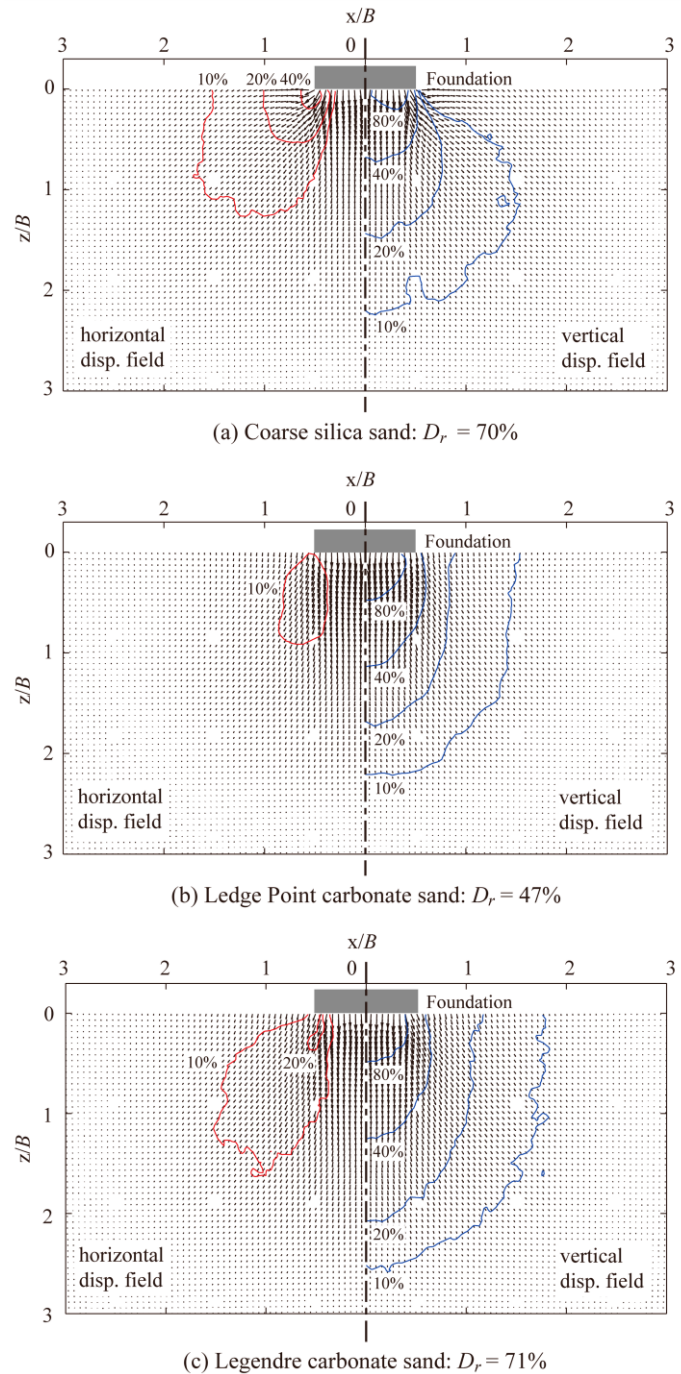 x/B
3 2 1 0 1 2 3
0 10% 20% 40% Foundation
80%
1 40%
z/B
20%
2
10%
horizontal vertical
disp. field disp. field
3
(a) Coarse silica sand: Dr = 70%
x/B
3 2 1 0 1 2 3
0 Foundation
10% 80%
1
z/B 40%
20%
2 10%
horizontal vertical
disp. field disp. field
3
(b) Ledge Point carbonate sand: Dr = 47%
x/B
3 2 1 0 1 2 3
0 Foundation
10% 20% 80%
1
z/B 40%
2
20%
horizontal 10% vertical
disp. field disp. field
3
(c) Legendre carbonate sand: Dr = 71%